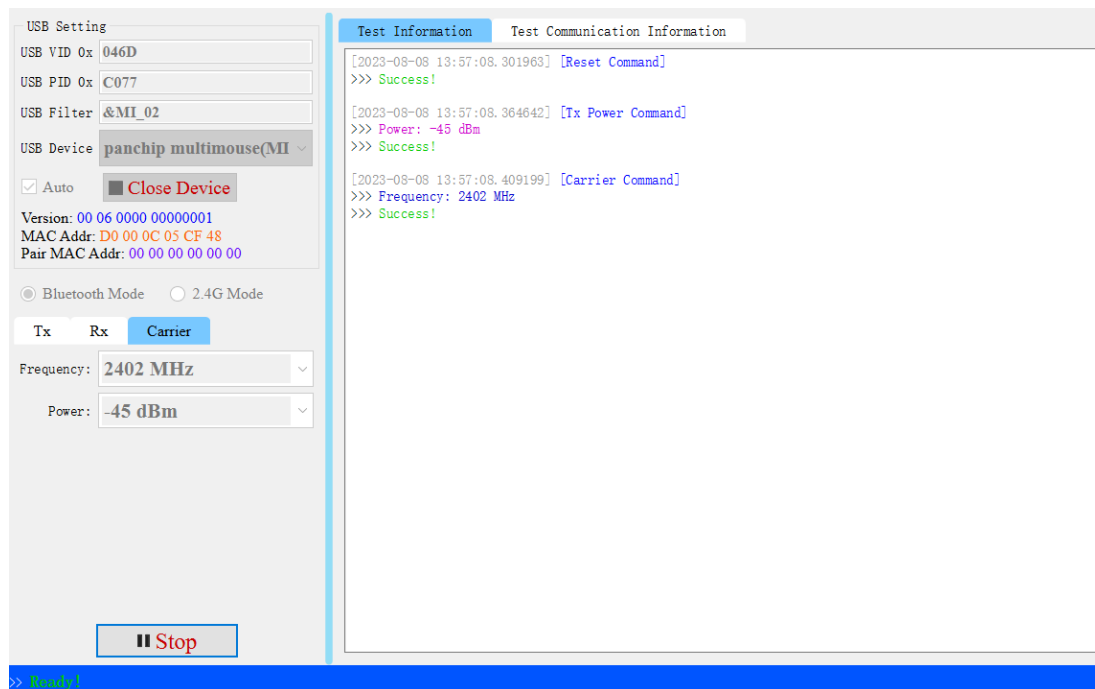 USB Setting
USB VID 0x 046D
USB PID 0x C077
USB Filter &MI_02
USB Device panchip multimouse(MI
Auto Close Device
Version: 00 06 0000 00000001
MAC Addr: D0 00 0C 05 CF 48
Pair MAC Addr: 00 00 00 00 00 00
Bluetooth Mode 2.4G Mode
Tx Rx Carrier
Frequency: 2402 MHz
Power: -45 dBm
Stop
>> Ready!
Test Information Test Communication Information
[2023-08-08 13:57:08.301963] [Reset Command]
>>> Success!
[2023-08-08 13:57:08.364642] [Tx Power Command]
>>> Power: -45 dBm
>>> Success!
[2023-08-08 13:57:08.409199] [Carrier Command]
>>> Frequency: 2402 MHz
>>> Success!